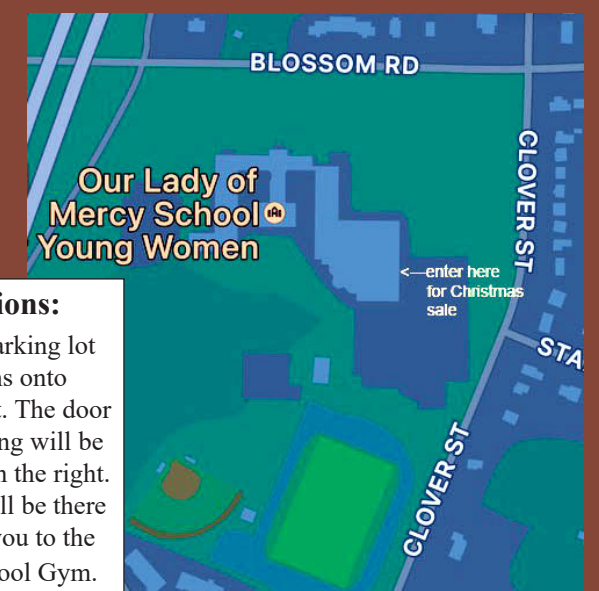 BLOSSOM RD
CLOVER ST
Our Lady of
Mercy School
Young Women
<—enter here
for Christmas
sale
STA
CLOVER ST
ions:
arking lot
s onto
. The door
ng will be
n the right.
ll be there
you to the
ool Gym.